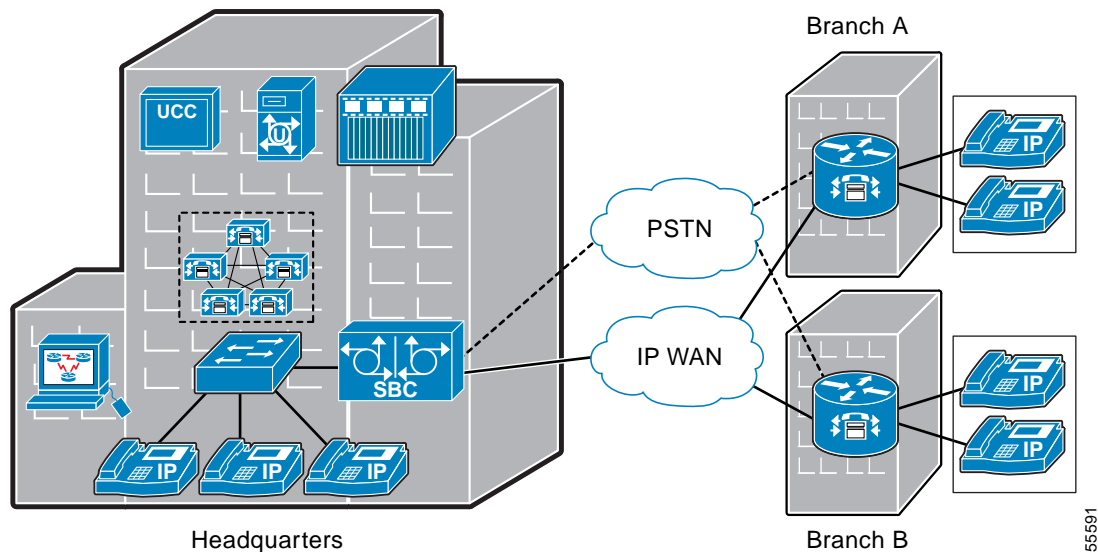 Branch A
UCC
U
IP
IP
PSTN
IP WAN
SBC
IP
IP
IP
IP
IP
Headquarters
Branch B
55591